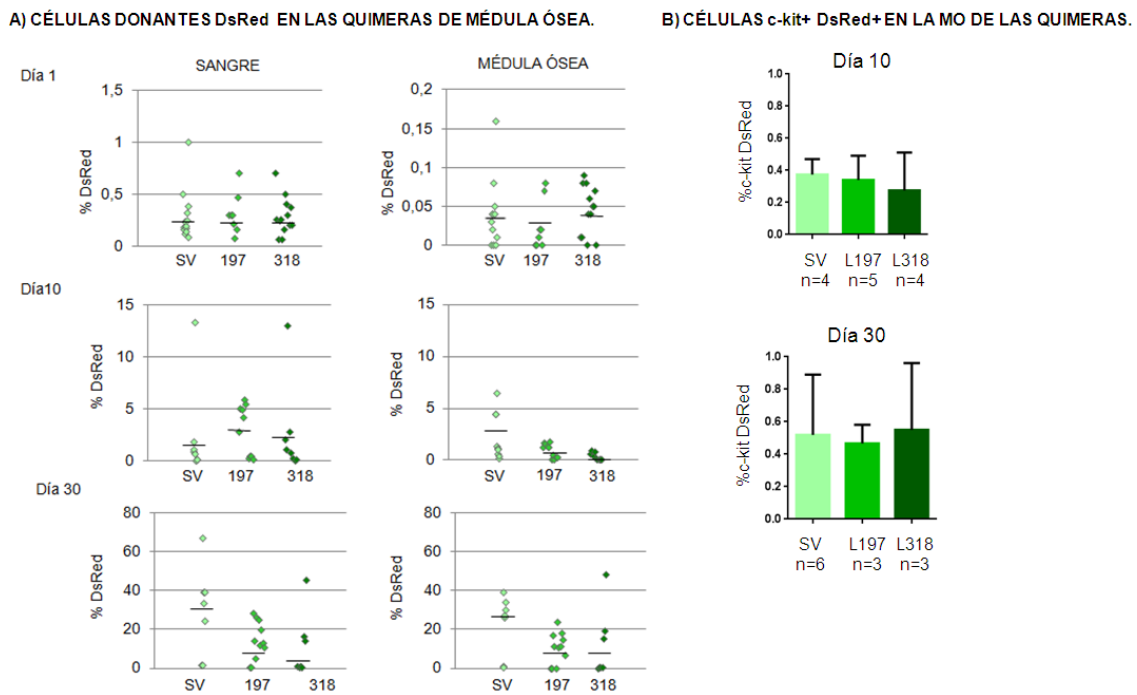 A) CÉLULAS DONANTES DsRed EN LAS QUIMERAS DE MÉDULA ÓSEA.
Día 1
SANGRE
MÉDULA ÓSEA
% DsRed
1,5
1
0,5
0
SV 197 318
% DsRed
0,2
0,15
0,1
0,05
0
SV 197 318
Día10
% DsRed
15
10
5
0
SV 197 318
% DsRed
15
10
5
0
SV 197 318
Día 30
% DsRed
80
60
40
20
0
SV 197 318
% DsRed
80
60
40
20
0
SV 197 318
B) CÉLULAS c-kit+ DsRed+ EN LA MO DE LAS QUIMERAS.
Día 10
%c-kit DsRed
1.0
0.8
0.6
0.4
0.2
0.0
SV L197 L318
n=4 n=5 n=4
Día 30
%c-kit DsRed
1.0
0.8
0.6
0.4
0.2
0.0
SV L197 L318
n=6 n=3 n=3